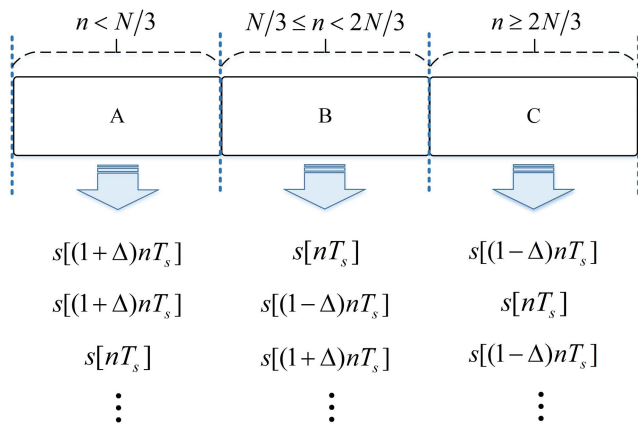 n < N/3 N/3 ≤ n < 2N/3 n ≥ 2N/3
A B C
s[(1+Δ)nT_s] s[nT_s] s[(1−Δ)nT_s]
s[(1+Δ)nT_s] s[(1−Δ)nT_s] s[nT_s]
s[nT_s] s[(1+Δ)nT_s] s[(1−Δ)nT_s]
⋮ ⋮ ⋮